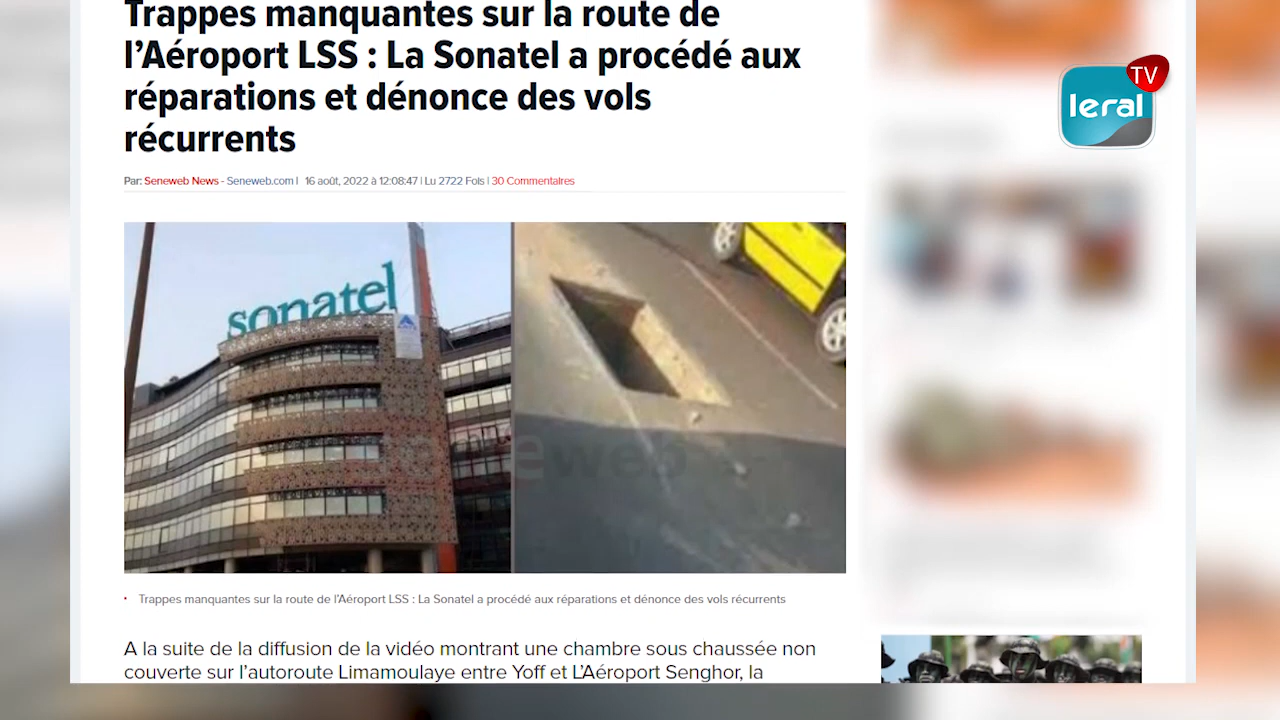 Trappes manquantes sur la route de
l’Aéroport LSS : La Sonatel a procédé aux
réparations et dénonce des vols
récurrents
TV
leral
Par: Seneweb News - Seneweb.com | 16 août, 2022 à 12:08:47 | Lu 2722 Fois | 30 Commentaires
sonatel
seneweb
Trappes manquantes sur la route de l’Aéroport LSS : La Sonatel a procédé aux réparations et dénonce des vols récurrents
A la suite de la diffusion de la vidéo montrant une chambre sous chaussée non
couverte sur l’autoroute Limamoulaye entre Yoff et L’Aéroport Senghor, la